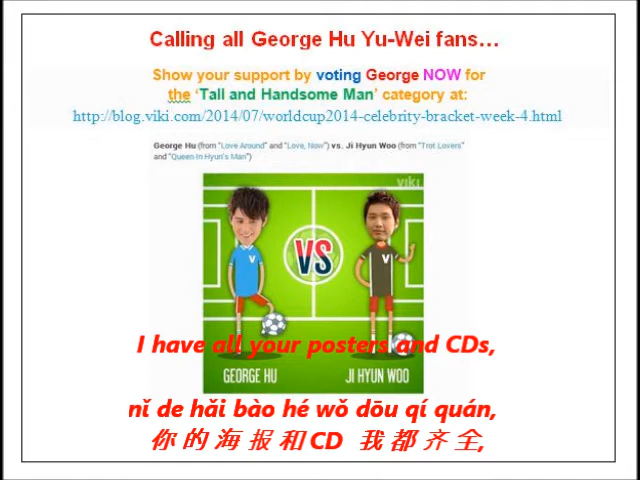 Calling all George Hu Yu-Wei fans…
Show your support by voting George NOW for
the ‘Tall and Handsome Man’ category at:
http://blog.viki.com/2014/07/worldcup2014-celebrity-bracket-week-4.html
George Hu (from "Love Around" and "Love, Now") vs. Ji Hyun Woo (from "Trot Lovers"
and "Queen In Hyun's Man")
viki
VS
V V
I have all your posters and CDs,
GEORGE HU JI HYUN WOO
nǐ de hǎi bào hé wǒ dōu qí quán,
你的海报和CD 我都齐全,